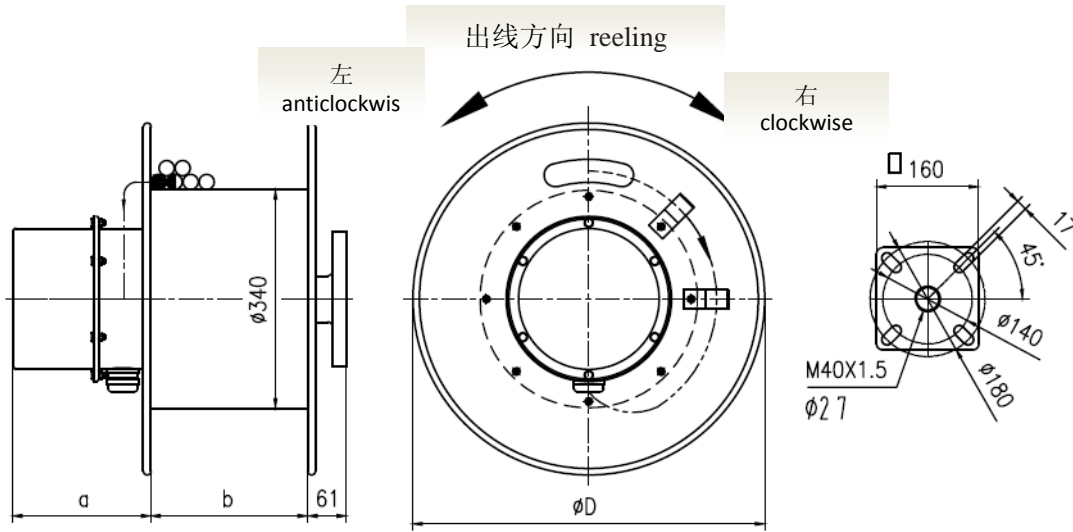 出线方向 reeling
左
anticlockwis
右
clockwise
□160
17
45°
ø340
ø140
ø180
M40X1.5
ø27
a
b
61
øD